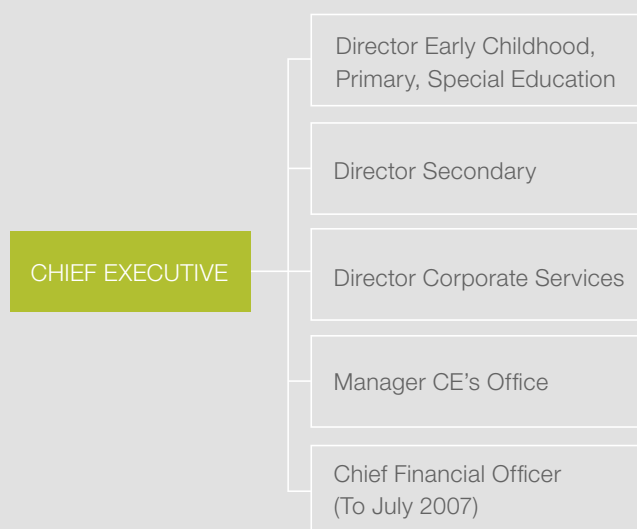 Director Early Childhood,
Primary, Special Education
Director Secondary
CHIEF EXECUTIVE
Director Corporate Services
Manager CE’s Office
Chief Financial Officer
(To July 2007)